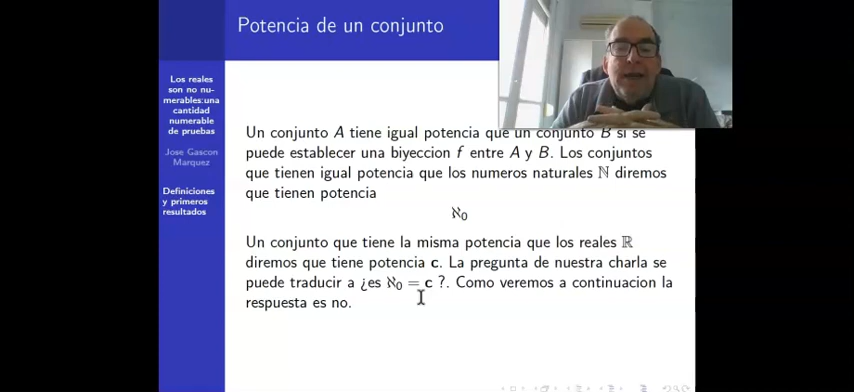 Potencia de un conjunto
Los reales
son no nu-
merables:una
cantidad
numerable
de pruebas
Jose Gascon
Marquez
Definiciones
y primeros
resultados
Un conjunto A tiene igual potencia que un conjunto B si se
puede establecer una biyeccion f entre A y B. Los conjuntos
que tienen igual potencia que los numeros naturales ℕ diremos
que tienen potencia
ℵ₀
Un conjunto que tiene la misma potencia que los reales ℝ
diremos que tiene potencia c. La pregunta de nuestra charla se
puede traducir a ¿es ℵ₀ = c ?. Como veremos a continuacion la
respuesta es no.